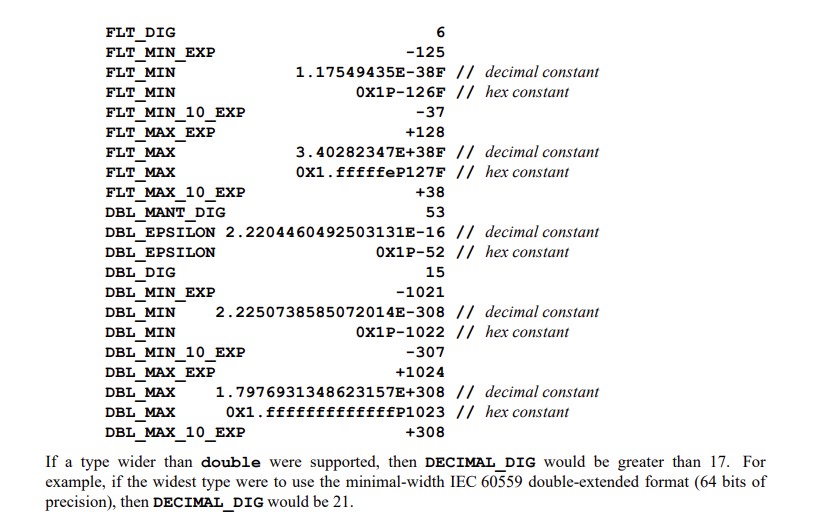 FLT_DIG 6
FLT_MIN_EXP -125
FLT_MIN 1.17549435E-38F // decimal constant
FLT_MIN 0X1P-126F // hex constant
FLT_MIN_10_EXP -37
FLT_MAX_EXP +128
FLT_MAX 3.40282347E+38F // decimal constant
FLT_MAX 0X1.fffffeP127F // hex constant
FLT_MAX_10_EXP +38
DBL_MANT_DIG 53
DBL_EPSILON 2.2204460492503131E-16 // decimal constant
DBL_EPSILON 0X1P-52 // hex constant
DBL_DIG 15
DBL_MIN_EXP -1021
DBL_MIN 2.2250738585072014E-308 // decimal constant
DBL_MIN 0X1P-1022 // hex constant
DBL_MIN_10_EXP -307
DBL_MAX_EXP +1024
DBL_MAX 1.7976931348623157E+308 // decimal constant
DBL_MAX 0X1.fffffffffffffP1023 // hex constant
DBL_MAX_10_EXP +308
If a type wider than double were supported, then DECIMAL_DIG would be greater than 17. For
example, if the widest type were to use the minimal-width IEC 60559 double-extended format (64 bits of
precision), then DECIMAL_DIG would be 21.